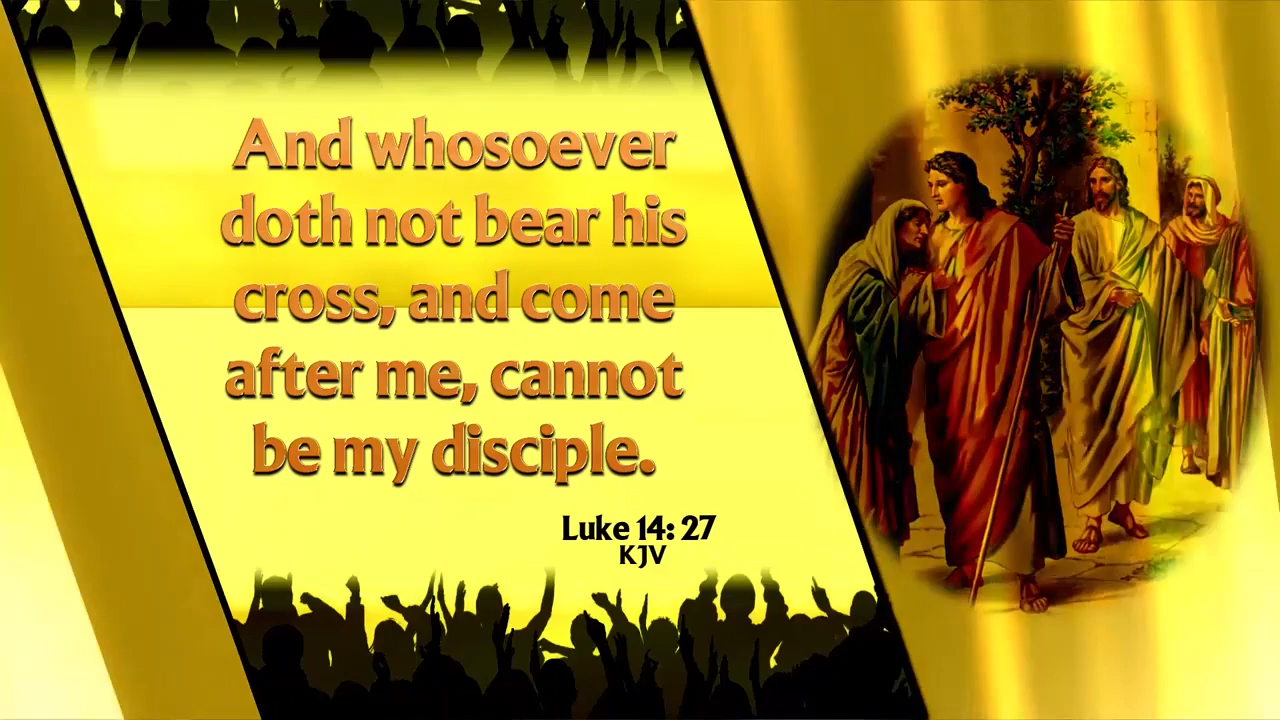 And whosoever
doth not bear his
cross, and come
after me, cannot
be my disciple.
Luke 14: 27
KJV